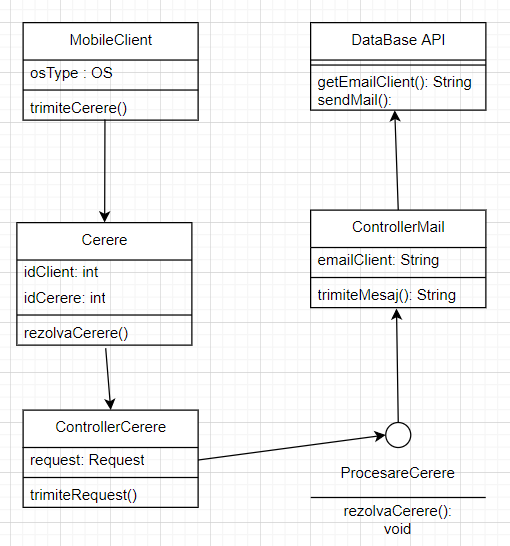 MobileClient
osType : OS
trimiteCerere()
Cerere
idClient: int
idCerere: int
rezolvaCerere()
ControllerCerere
request: Request
trimiteRequest()
DataBase API
getEmailClient(): String
sendMail():
ControllerMail
emailClient: String
trimiteMesaj(): String
ProcesareCerere
rezolvaCerere():
void